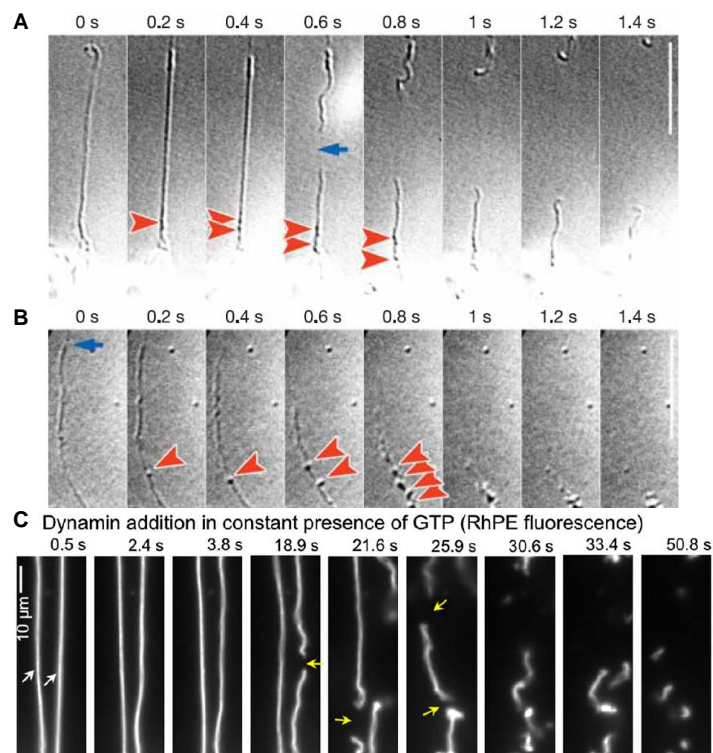 A
0 s 0.2 s 0.4 s 0.6 s 0.8 s 1 s 1.2 s 1.4 s
B
0 s 0.2 s 0.4 s 0.6 s 0.8 s 1 s 1.2 s 1.4 s
C Dynamin addition in constant presence of GTP (RhPE fluorescence)
0.5 s 2.4 s 3.8 s 18.9 s 21.6 s 25.9 s 30.6 s 33.4 s 50.8 s
10 µm